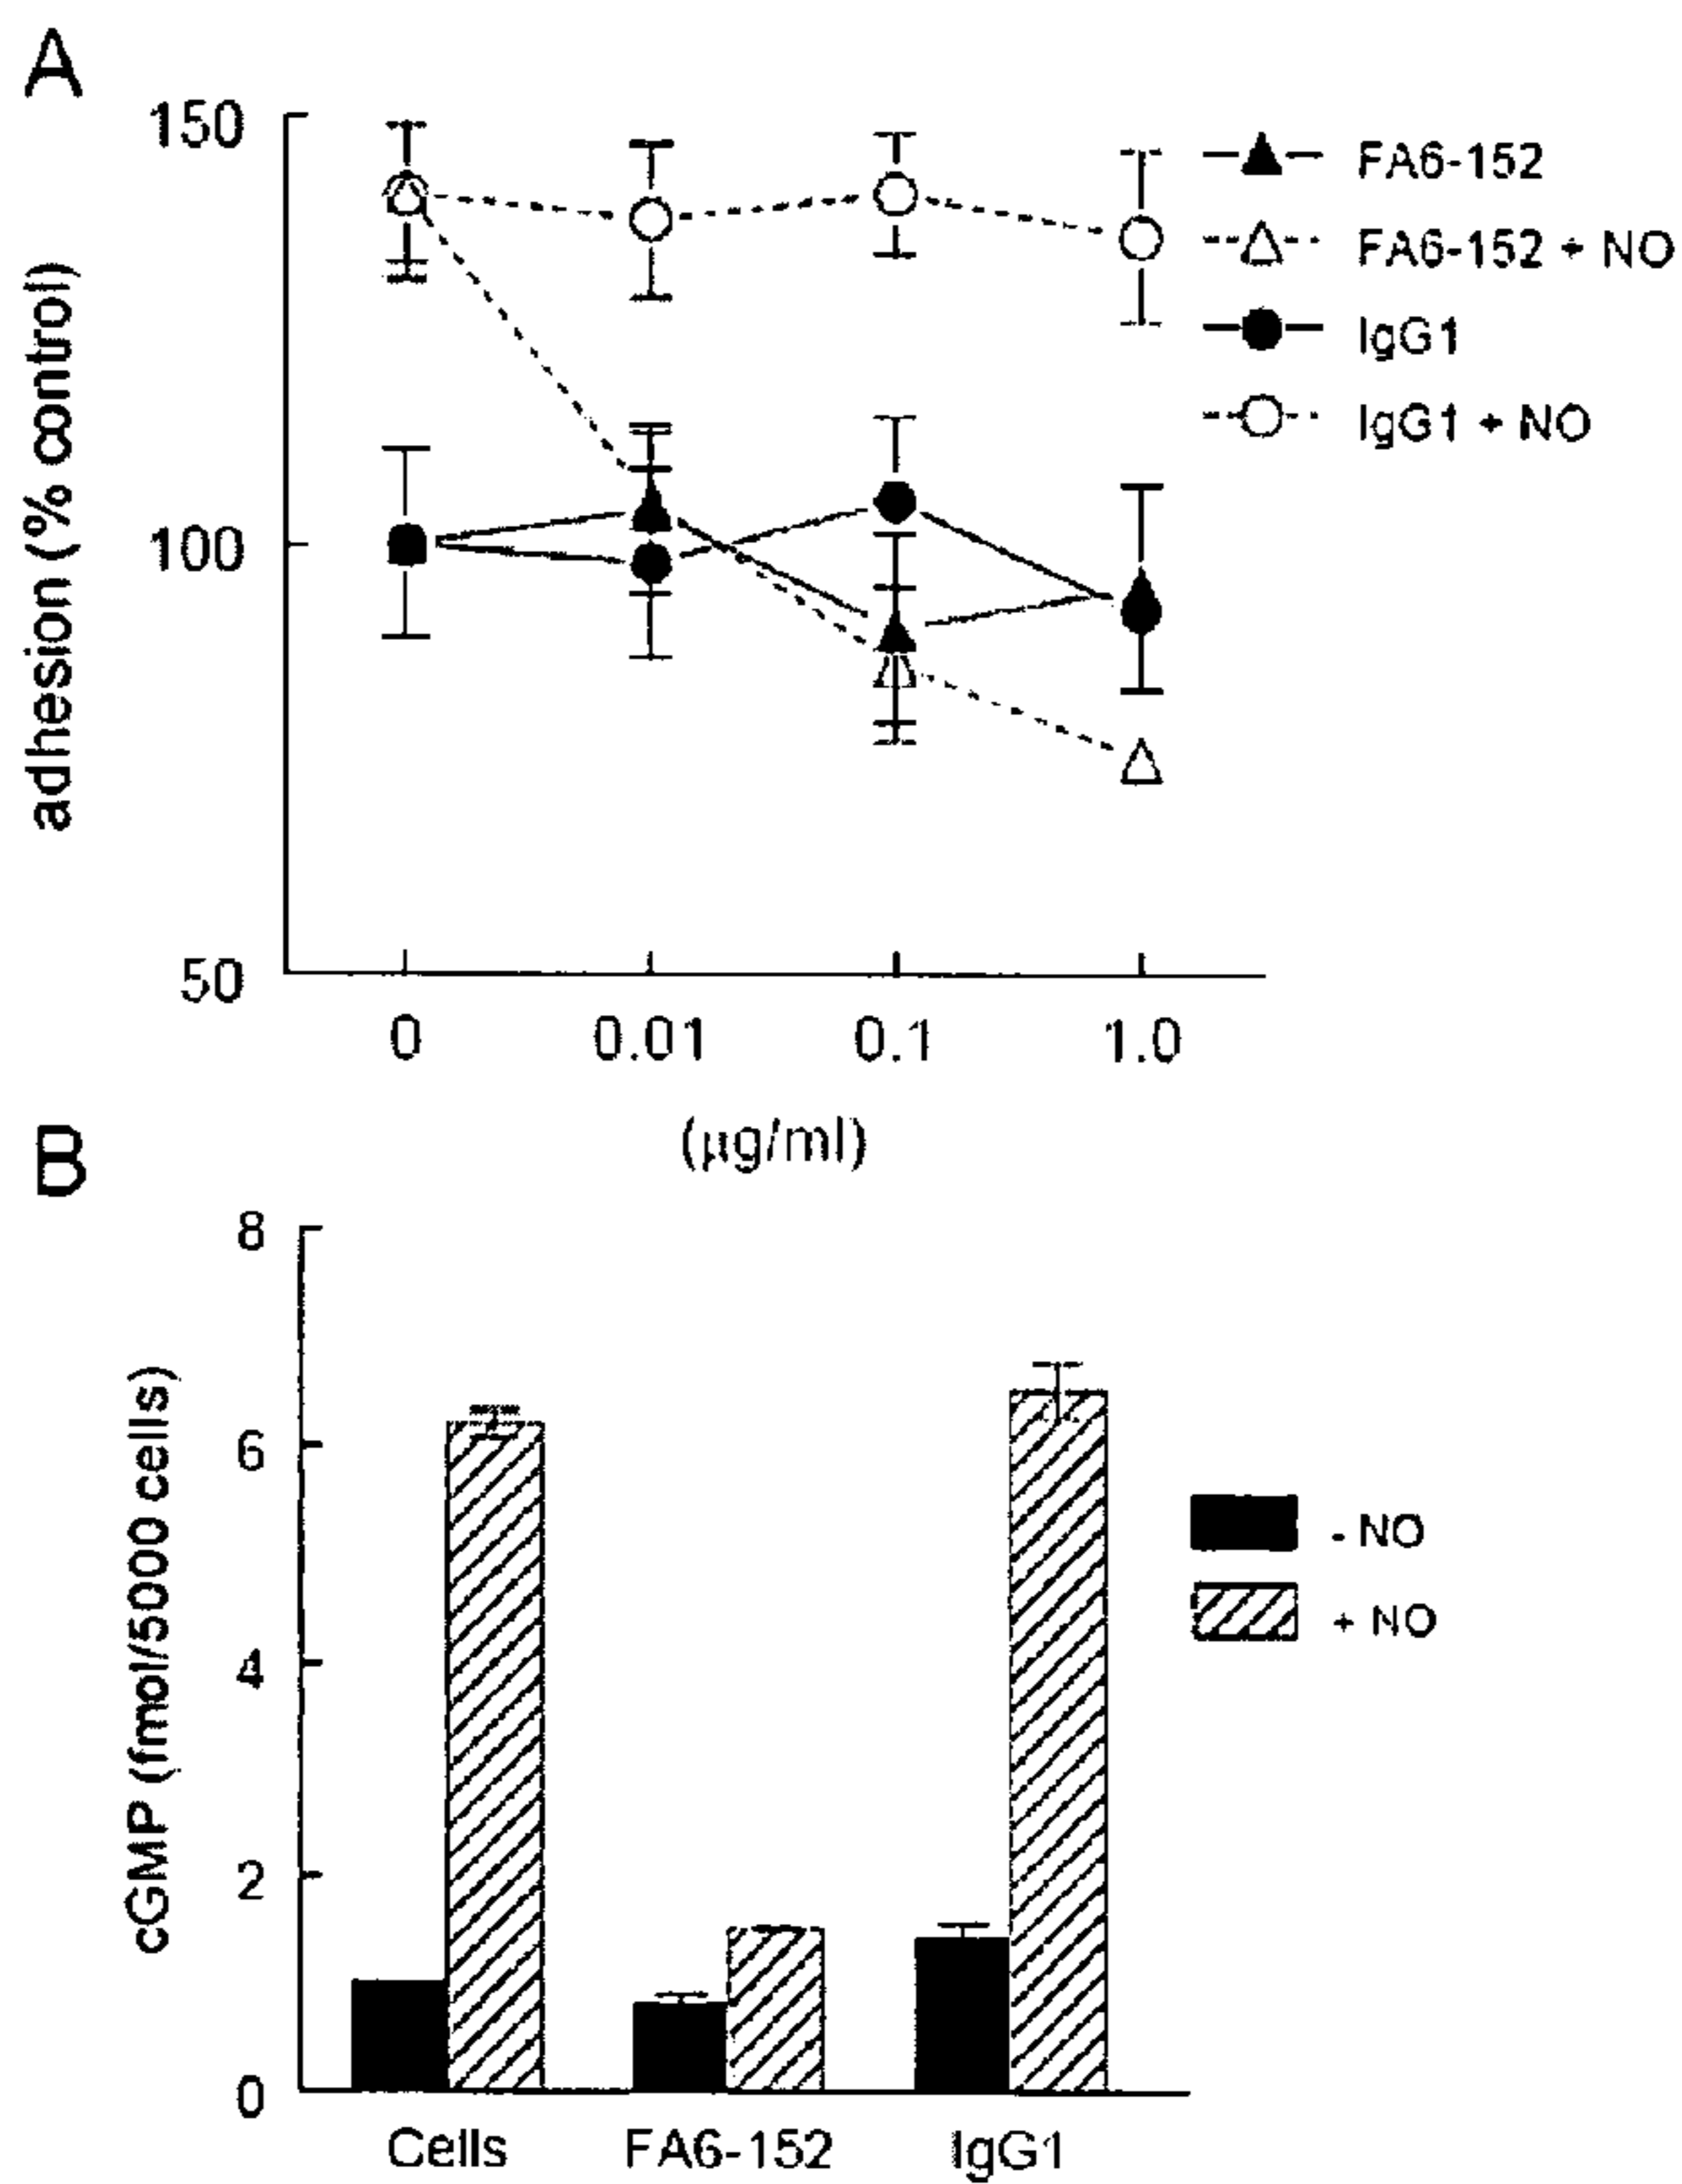 A
150
100
50
adhesion (% control)
0 0.01 0.1 1.0
(µg/ml)
FA6-152
FA6-152 + NO
IgG1
IgG1 + NO
B
8
6
4
2
0
cGMP (fmol/5000 cells)
- NO
+ NO
Cells FA6-152 IgG1